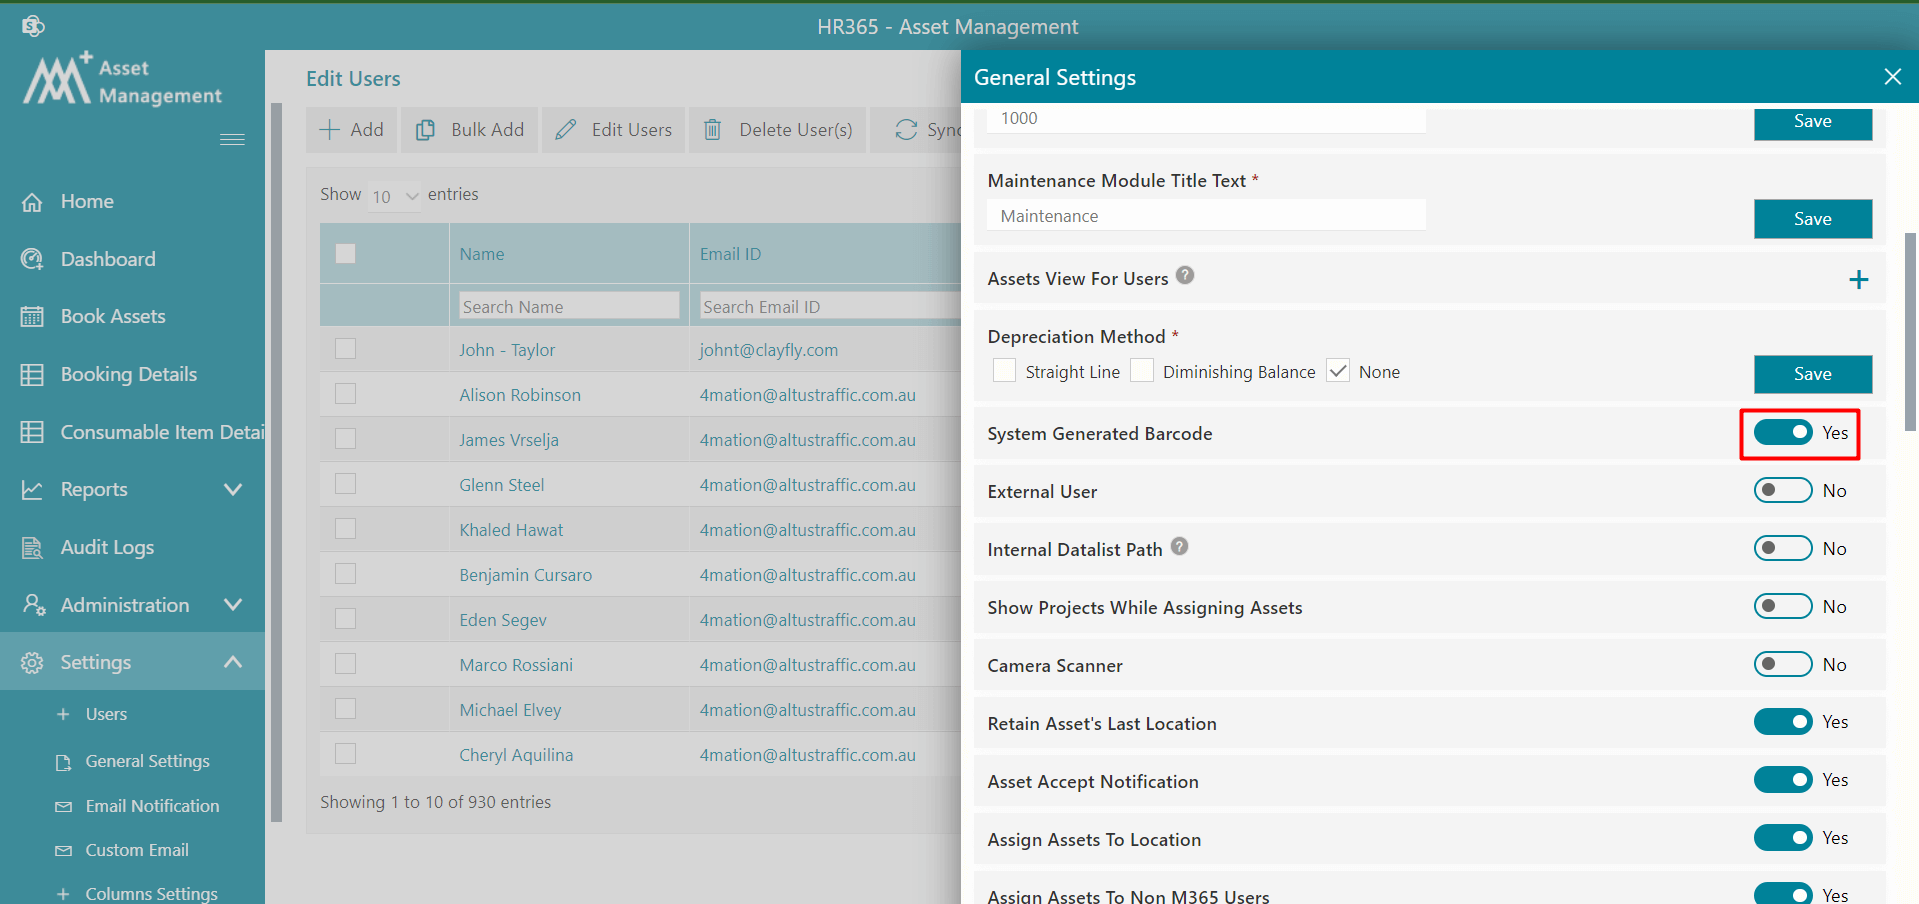 HR365 - Asset Management
Asset
Management
Home
Dashboard
Book Assets
Booking Details
Consumable Item Detai
Reports
Audit Logs
Administration
Settings
Users
General Settings
Email Notification
Custom Email
Columns Settings
Edit Users
Add
Bulk Add
Edit Users
Delete User(s)
Sync
Show 10 entries
Name Email ID
Search Name Search Email ID
John - Taylor johnt@clayfly.com
Alison Robinson 4mation@altustraffic.com.au
James Vrselja 4mation@altustraffic.com.au
Glenn Steel 4mation@altustraffic.com.au
Khaled Hawat 4mation@altustraffic.com.au
Benjamin Cursaro 4mation@altustraffic.com.au
Eden Segev 4mation@altustraffic.com.au
Marco Rossiani 4mation@altustraffic.com.au
Michael Elvey 4mation@altustraffic.com.au
Cheryl Aquilina 4mation@altustraffic.com.au
Showing 1 to 10 of 930 entries
General Settings
1000
Save
Maintenance Module Title Text *
Maintenance
Save
Assets View For Users ?
Depreciation Method *
Straight Line Diminishing Balance None
Save
System Generated Barcode Yes
External User No
Internal Datalist Path ? No
Show Projects While Assigning Assets No
Camera Scanner No
Retain Asset's Last Location Yes
Asset Accept Notification Yes
Assign Assets To Location Yes
Assign Assets To Non M365 Users Yes